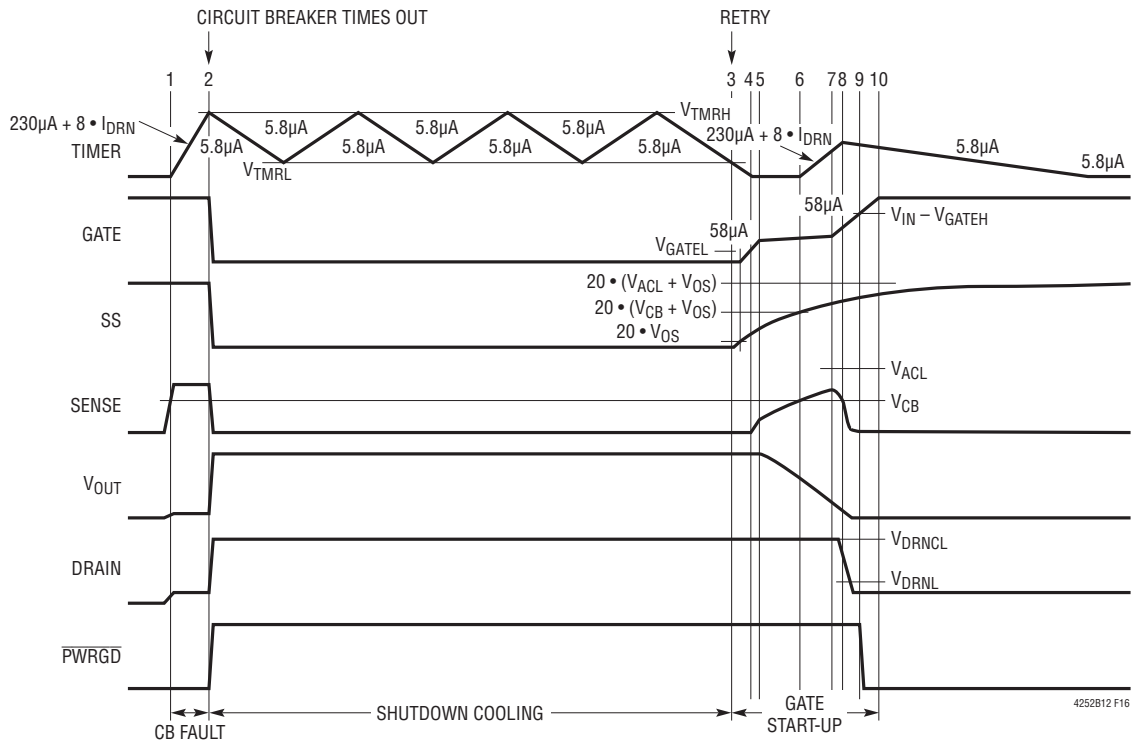 CIRCUIT BREAKER TIMES OUT
RETRY
1 2 3 4 5 6 7 8 9 10
230µA + 8 • IDRN
TIMER
5.8µA 5.8µA 5.8µA 5.8µA
5.8µA 5.8µA 5.8µA 5.8µA
VTMRH
VTMRL
230µA + 8 • IDRN
5.8µA
5.8µA
GATE
58µA
58µA
VGATEL
VIN – VGATEH
SS
20 • (VACL + VOS)
20 • (VCB + VOS)
20 • VOS
SENSE
VACL
VCB
VOUT
DRAIN
VDRNCL
VDRNL
PWRGD
CB FAULT
SHUTDOWN COOLING
GATE
START-UP
4252B12 F16